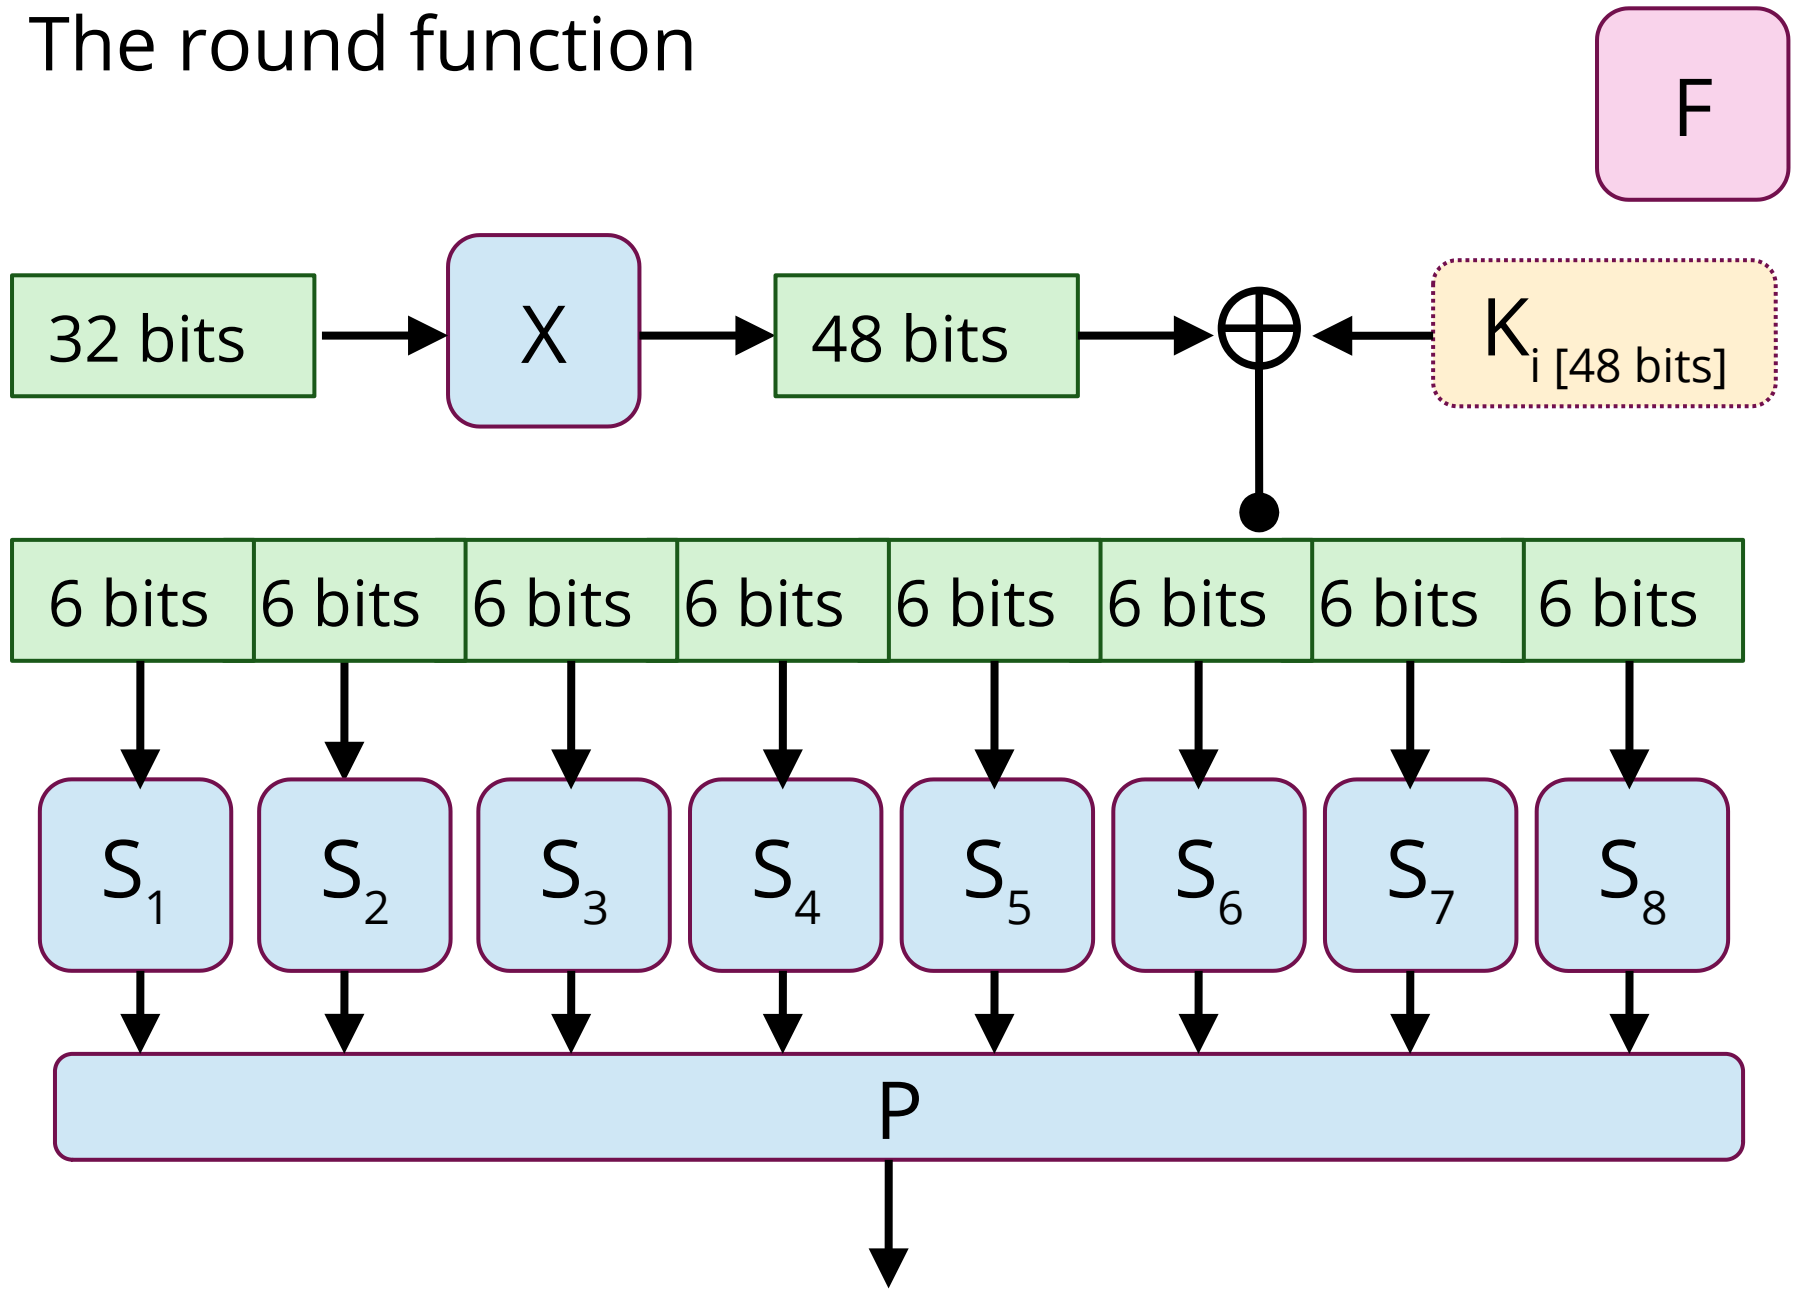 The round function
F
32 bits
X
48 bits
K i [48 bits]
6 bits 6 bits 6 bits 6 bits 6 bits 6 bits 6 bits 6 bits
S1 S2 S3 S4 S5 S6 S7 S8
P